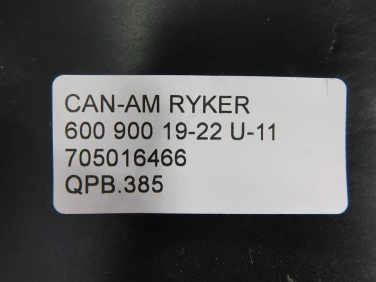 CAN-AM RYKER
600 900 19-22 U-11
705016466
QPB.385